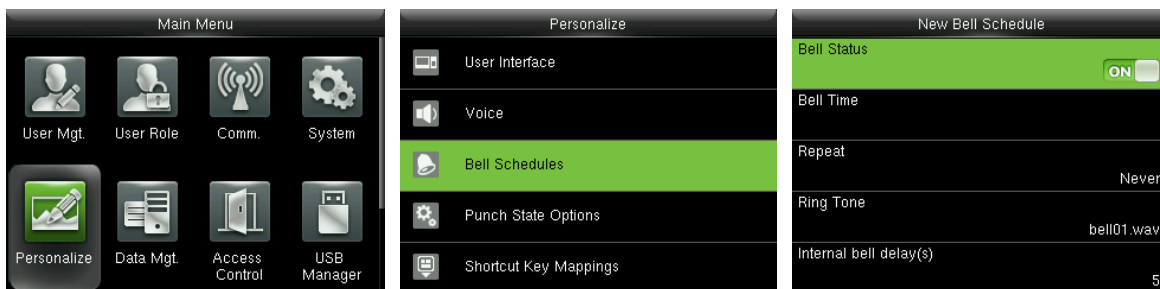 Main Menu
User Mgt.
User Role
Comm.
System
Personalize
Data Mgt.
Access
Control
USB
Manager
Personalize
User Interface
Voice
Bell Schedules
Punch State Options
Shortcut Key Mappings
New Bell Schedule
Bell Status
ON
Bell Time
Repeat
Never
Ring Tone
bell01.wav
Internal bell delay(s)
5